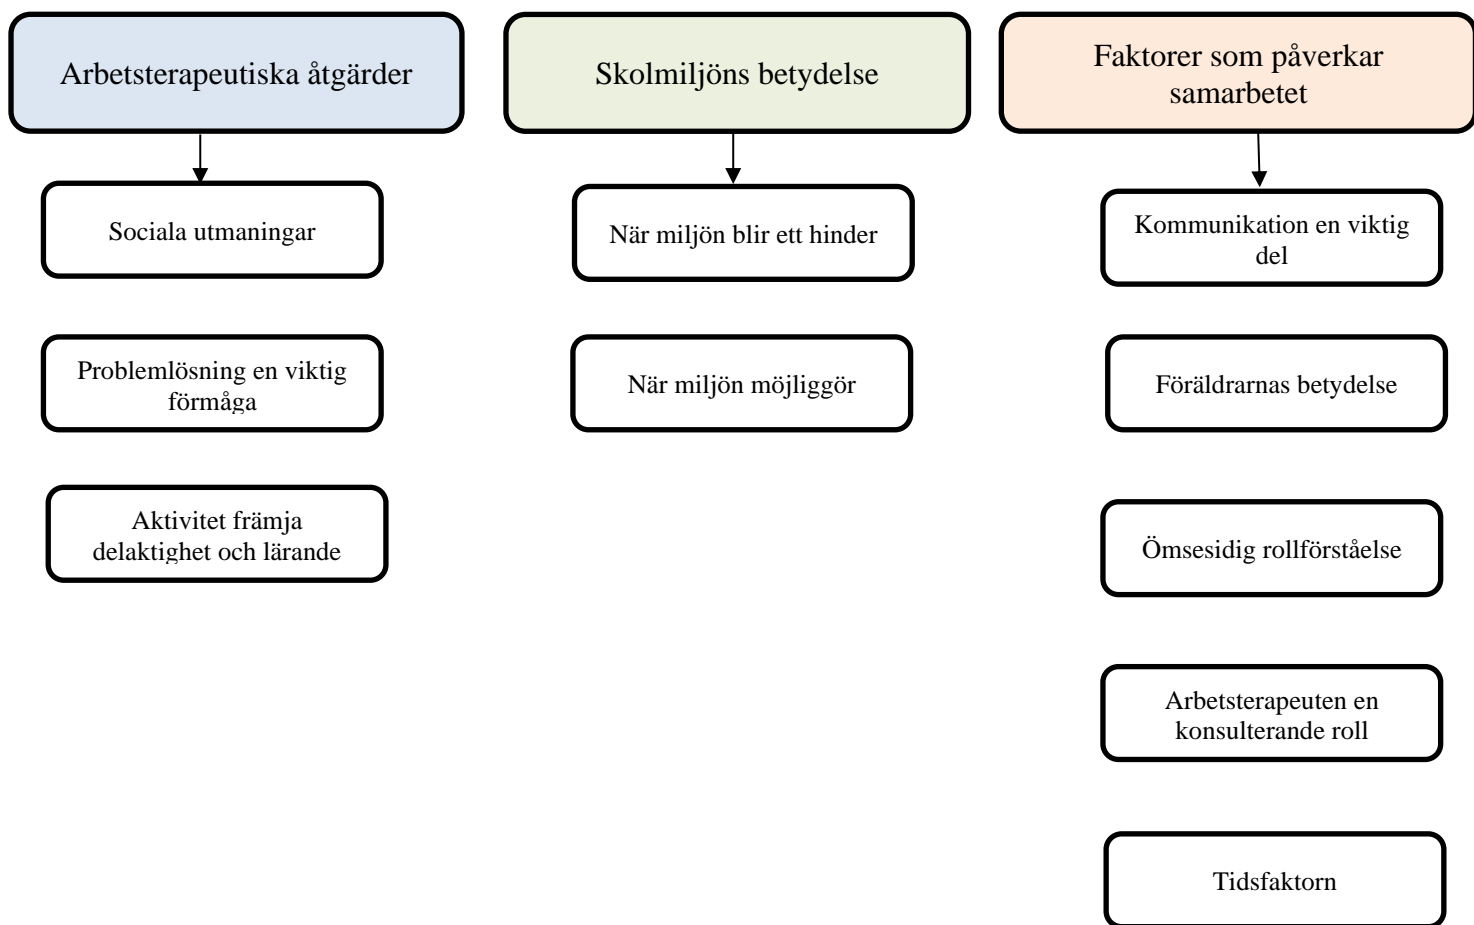 Arbetsterapeutiska åtgärder
Sociala utmaningar
Problemlösning en viktig
förmåga
Aktivitet främja
delaktighet och lärande
Skolmiljöns betydelse
När miljön blir ett hinder
När miljön möjliggör
Faktorer som påverkar
samarbetet
Kommunikation en viktig
del
Föräldrarnas betydelse
Ömsesidig rollförståelse
Arbetsterapeuten en
konsulterande roll
Tidsfaktorn